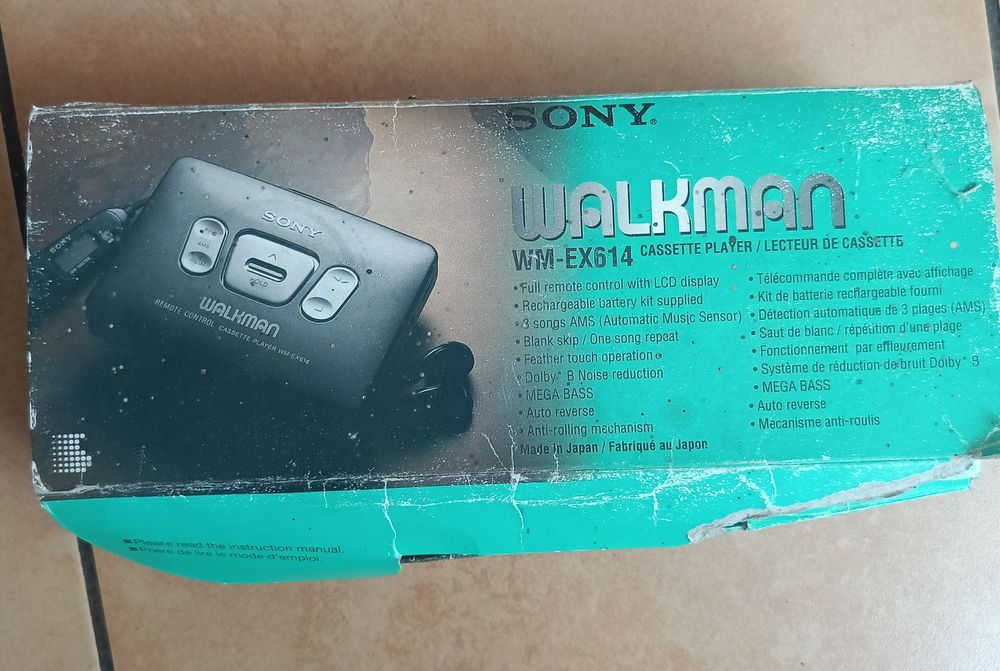 SONY®
WALKMAN
WM-EX614 CASSETTE PLAYER / LECTEUR DE CASSETTE
• Full remote control with LCD display
• Rechargeable battery kit supplied
• 3 songs AMS (Automatic Music Sensor)
• Blank skip / One song repeat
• Feather touch operation
• Dolby* B Noise reduction
• MEGA BASS
• Auto reverse
• Anti-rolling mechanism
Made in Japan / Fabriqué au Japon
• Télécommande complète avec affichage
• Kit de batterie rechargeable fourni
• Détection automatique de 3 plages (AMS)
• Saut de blanc / répétition d'une plage
• Fonctionnement par effleurement
• Système de réduction de bruit Dolby* B
• MEGA BASS
• Auto reverse
• Mécanisme anti-roulis
SONY
SONY
AMS
HOLD
WALKMAN
REMOTE CONTROL CASSETTE PLAYER WM-EX614
■Please read the instruction manual.
■Prière de lire le mode d'emploi.